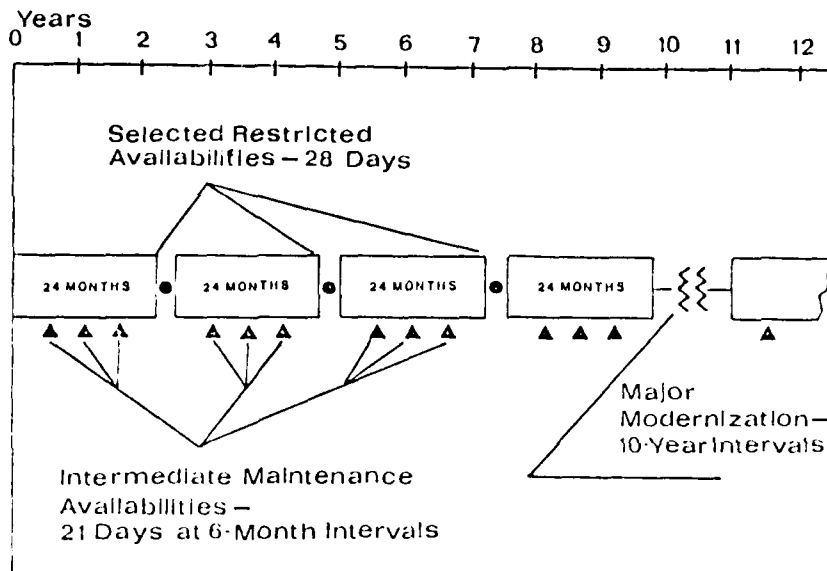 Years
0 1 2 3 4 5 6 7 8 9 10 11 12
Selected Restricted
Availabilities – 28 Days
24 MONTHS 24 MONTHS 24 MONTHS 24 MONTHS
Major
Modernization –
10-Year Intervals
Intermediate Maintenance
Availabilities –
21 Days at 6-Month Intervals